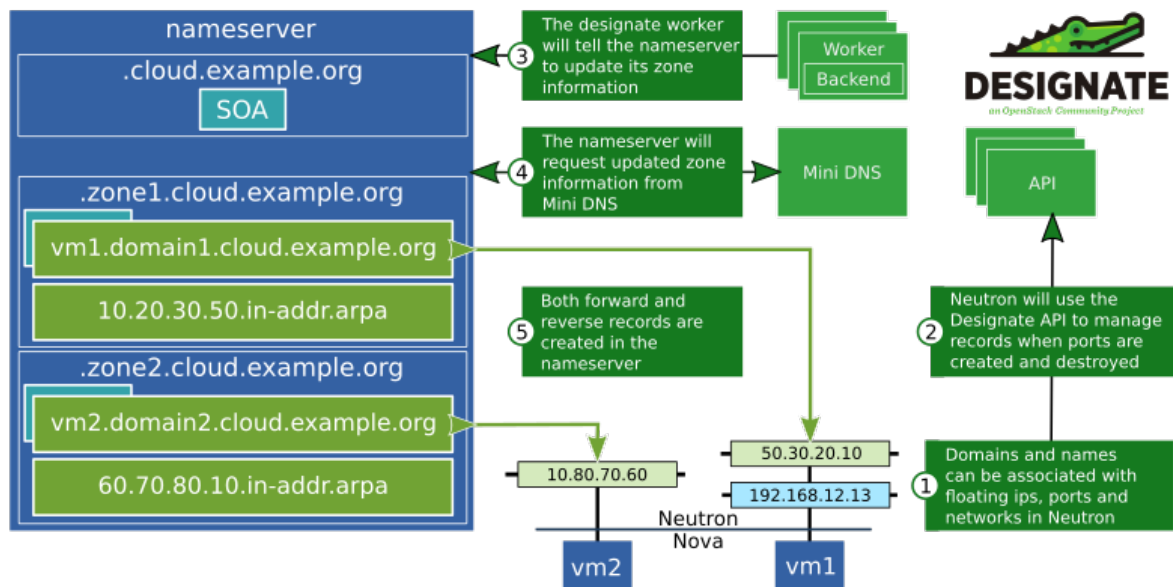 nameserver
.cloud.example.org
SOA
.zone1.cloud.example.org
vm1.domain1.cloud.example.org
10.20.30.50.in-addr.arpa
.zone2.cloud.example.org
vm2.domain2.cloud.example.org
60.70.80.10.in-addr.arpa
3
The designate worker
will tell the nameserver
to update its zone
information
Worker
Backend
DESIGNATE
an OpenStack Community Project
4
The nameserver will
request updated zone
information from
Mini DNS
Mini DNS
API
5
Both forward and
reverse records are
created in the
nameserver
2
Neutron will use the
Designate API to manage
records when ports are
created and destroyed
1
Domains and names
can be associated with
floating ips, ports and
networks in Neutron
10.80.70.60
50.30.20.10
192.168.12.13
Neutron
Nova
vm2
vm1